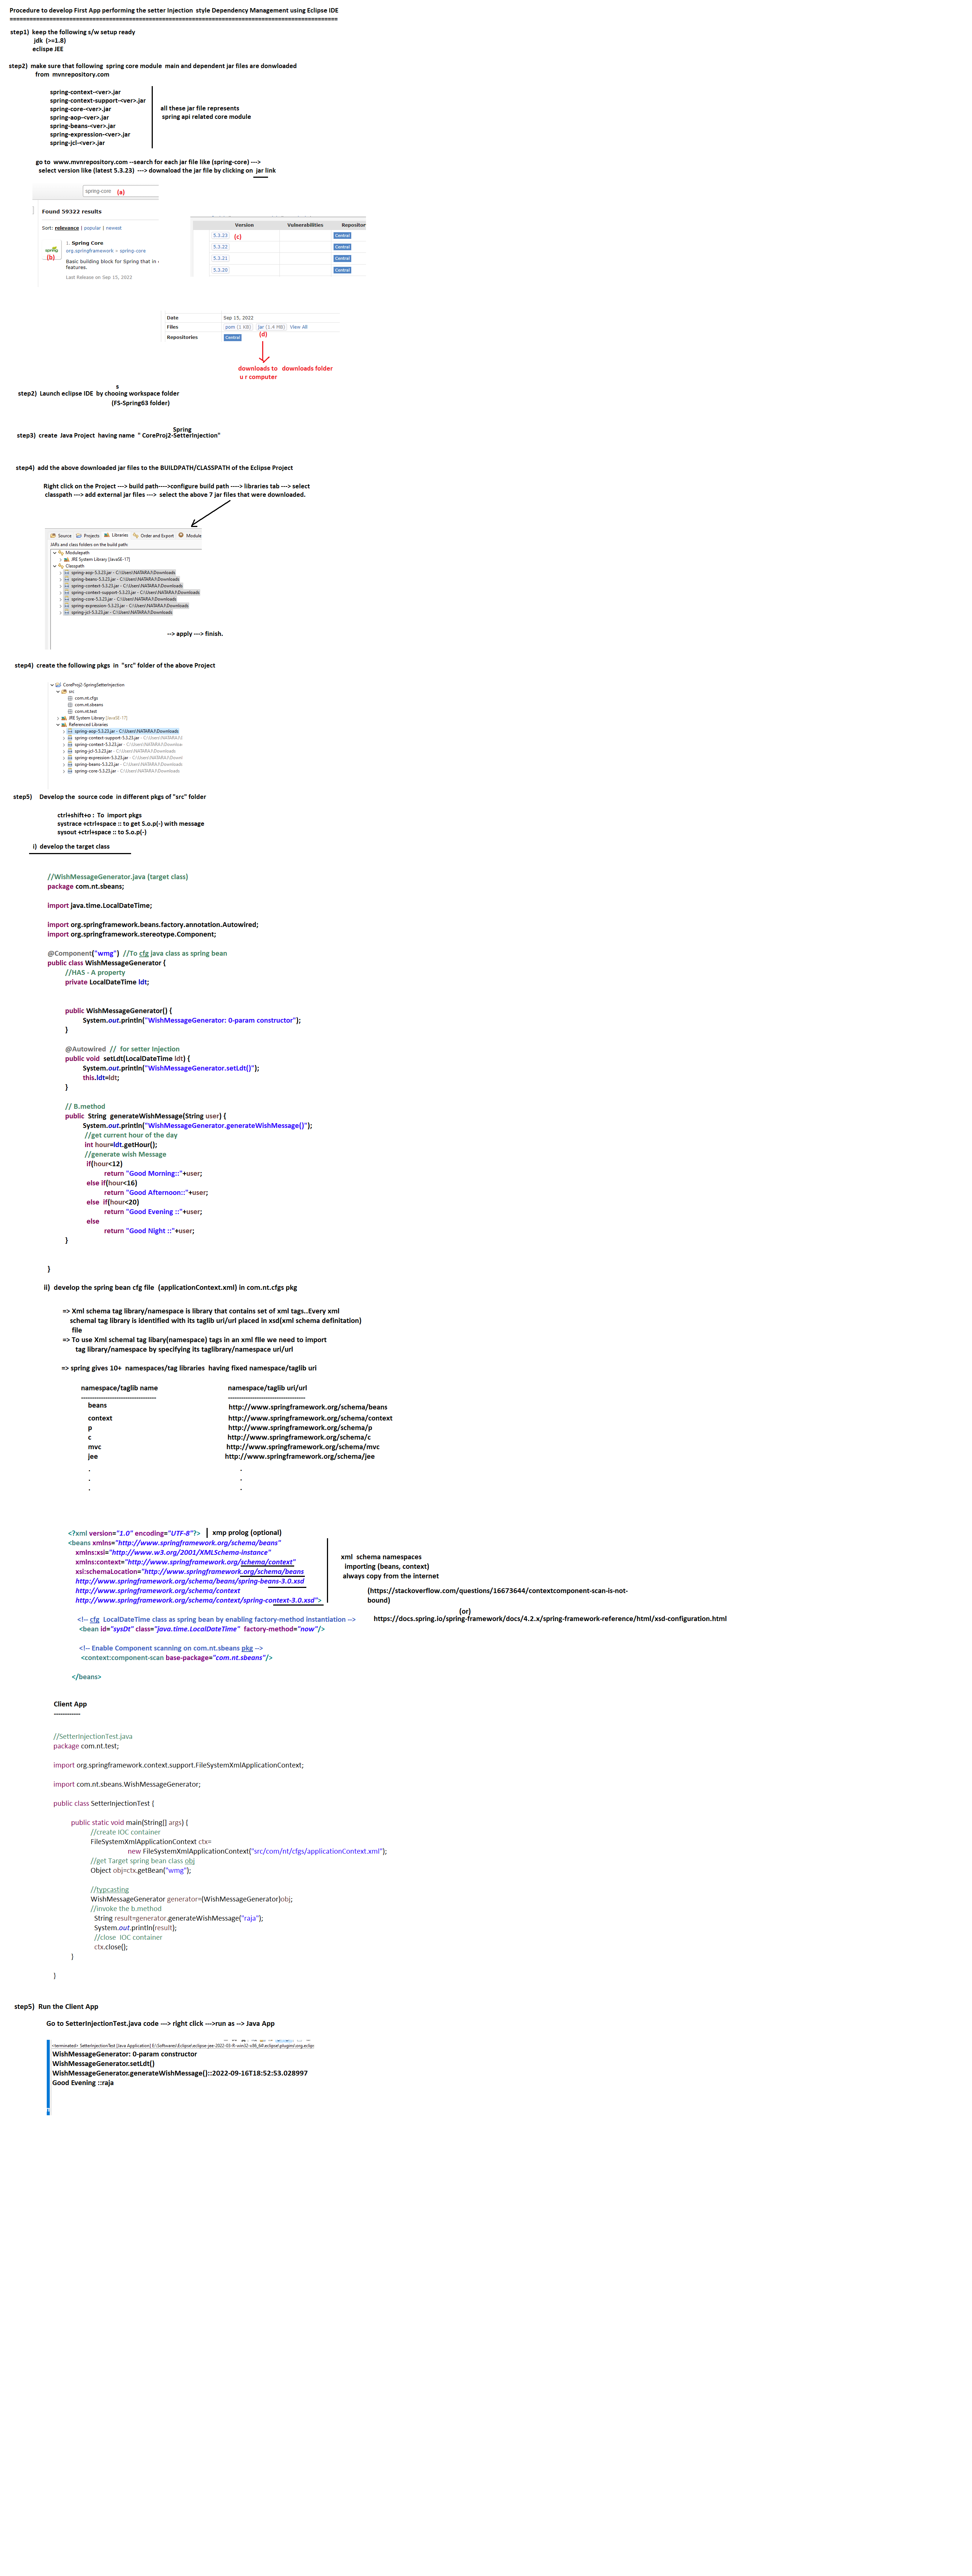 Procedure to develop First App performing the setter Injection  style Dependency Management using Eclipse IDE
================================================================================================
step1)  keep the following s/w setup ready
jdk  (>=1.8)
eclispe JEE
step2)  make sure that following  spring core module  main and dependent jar files are donwloaded
from  mvnrepository.com
spring-context-<ver>.jar
spring-context-support-<ver>.jar
spring-core-<ver>.jar
spring-aop-<ver>.jar
spring-beans-<ver>.jar
spring-expression-<ver>.jar
spring-jcl-<ver>.jar
all these jar file represents
spring api related core module
go to  www.mvnrepository.com --search for each jar file like (spring-core) --->
select version like (latest 5.3.23)  ---> downaload the jar file by clicking on  jar link
spring-core (a)
Found 59322 results
Sort: relevance | popular | newest
(b)
1. Spring Core
org.springframework » spring-core
Basic building block for Spring that in
features.
Last Release on Sep 15, 2022
Version Vulnerabilities Repositor
5.3.23 (c) Central
5.3.22 Central
5.3.21 Central
5.3.20 Central
Date Sep 15, 2022
Files pom (1 KB) jar (1.4 MB) View All
Repositories Central (d)
downloads to   downloads folder
u r computer
s
step2)  Launch eclipse IDE  by chooing workspace folder
(FS-Spring63 folder)
Spring
step3)  create  Java Project  having name  " CoreProj2-SetterInjection"
step4)  add the above downloaded jar files to the BUILDPATH/CLASSPATH of the Eclipse Project
Right click on the Project ---> build path---->configure build path ----> libraries tab ---> select
classpath ---> add external jar files --->  select the above 7 jar files that were downloaded.
Source Projects Libraries Order and Export Module
JARs and class folders on the build path:
Modulepath
JRE System Library [JavaSE-17]
Classpath
spring-aop-5.3.23.jar - C:\Users\NATARAJ\Downloads
spring-beans-5.3.23.jar - C:\Users\NATARAJ\Downloads
spring-context-5.3.23.jar - C:\Users\NATARAJ\Downloads
spring-context-support-5.3.23.jar - C:\Users\NATARAJ\Downloads
spring-core-5.3.23.jar - C:\Users\NATARAJ\Downloads
spring-expression-5.3.23.jar - C:\Users\NATARAJ\Downloads
spring-jcl-5.3.23.jar - C:\Users\NATARAJ\Downloads
--> apply ---> finish.
step4)  create the following pkgs  in  "src" folder of the above Project
CoreProj2-SpringSetterInjection
src
com.nt.cfgs
com.nt.sbeans
com.nt.test
JRE System Library [JavaSE-17]
Referenced Libraries
spring-aop-5.3.23.jar - C:\Users\NATARAJ\Downloads
spring-context-support-5.3.23.jar - C:\Users\NATARAJ\
spring-context-5.3.23.jar - C:\Users\NATARAJ\Downloa
spring-jcl-5.3.23.jar - C:\Users\NATARAJ\Downloads
spring-expression-5.3.23.jar - C:\Users\NATARAJ\Downl
spring-beans-5.3.23.jar - C:\Users\NATARAJ\Downloads
spring-core-5.3.23.jar - C:\Users\NATARAJ\Downloads
step5)    Develop the  source code  in different pkgs of "src" folder
ctrl+shift+o :  To  import pkgs
systrace +ctrl+space :: to get S.o.p(-) with message
sysout +ctrl+space :: to S.o.p(-)
i)  develop the target class
//WishMessageGenerator.java (target class)
package com.nt.sbeans;
import java.time.LocalDateTime;
import org.springframework.beans.factory.annotation.Autowired;
import org.springframework.stereotype.Component;
@Component("wmg")  //To cfg java class as spring bean
public class WishMessageGenerator {
//HAS - A property
private LocalDateTime ldt;
public WishMessageGenerator() {
System.out.println("WishMessageGenerator: 0-param constructor");
}
@Autowired  //  for setter Injection
public void  setLdt(LocalDateTime ldt) {
System.out.println("WishMessageGenerator.setLdt()");
this.ldt=ldt;
}
// B.method
public  String  generateWishMessage(String user) {
System.out.println("WishMessageGenerator.generateWishMessage()");
//get current hour of the day
int hour=ldt.getHour();
//generate wish Message
if(hour<12)
return "Good Morning::"+user;
else if(hour<16)
return "Good Afternoon::"+user;
else  if(hour<20)
return "Good Evening ::"+user;
else
return "Good Night ::"+user;
}
}
ii)  develop the spring bean cfg file  (applicationContext.xml) in com.nt.cfgs pkg
=> Xml schema tag library/namespace is library that contains set of xml tags..Every xml
schemal tag library is identified with its taglib uri/url placed in xsd(xml schema definitation)
file
=> To use Xml schemal tag libary(namespace) tags in an xml flle we need to import
tag library/namespace by specifying its taglibrary/namespace uri/url
=> spring gives 10+  namespaces/tag libraries  having fixed namespace/taglib uri
namespace/taglib name namespace/taglib uri/url
---------------------------------- -----------------------------------
beans http://www.springframework.org/schema/beans
context http://www.springframework.org/schema/context
p http://www.springframework.org/schema/p
c http://www.springframework.org/schema/c
mvc http://www.springframework.org/schema/mvc
jee http://www.springframework.org/schema/jee
. .
. .
. .
<?xml version="1.0" encoding="UTF-8"?> xmp prolog (optional)
<beans xmlns="http://www.springframework.org/schema/beans"
xmlns:xsi="http://www.w3.org/2001/XMLSchema-instance"
xmlns:context="http://www.springframework.org/schema/context"
xsi:schemaLocation="http://www.springframework.org/schema/beans
http://www.springframework.org/schema/beans/spring-beans-3.0.xsd
http://www.springframework.org/schema/context
http://www.springframework.org/schema/context/spring-context-3.0.xsd">
xml  schema namespaces
importing (beans, context)
always copy from the internet
(https://stackoverflow.com/questions/16673644/contextcomponent-scan-is-not-
bound)
(or)
https://docs.spring.io/spring-framework/docs/4.2.x/spring-framework-reference/html/xsd-configuration.html
<!-- cfg  LocalDateTime class as spring bean by enabling factory-method instantiation -->
<bean id="sysDt" class="java.time.LocalDateTime"  factory-method="now"/>
<!-- Enable Component scanning on com.nt.sbeans pkg -->
<context:component-scan base-package="com.nt.sbeans"/>
</beans>
Client App
------------
//SetterInjectionTest.java
package com.nt.test;
import org.springframework.context.support.FileSystemXmlApplicationContext;
import com.nt.sbeans.WishMessageGenerator;
public class SetterInjectionTest {
public static void main(String[] args) {
//create IOC container
FileSystemXmlApplicationContext ctx=
new FileSystemXmlApplicationContext("src/com/nt/cfgs/applicationContext.xml");
//get Target spring bean class obj
Object obj=ctx.getBean("wmg");
//typcasting
WishMessageGenerator generator=(WishMessageGenerator)obj;
//invoke the b.method
String result=generator.generateWishMessage("raja");
System.out.println(result);
//close  IOC container
ctx.close();
}
}
step5)  Run the Client App
Go to SetterInjectionTest.java code ---> right click --->run as --> Java App
<terminated> SetterInjectionTest [Java Application] E:\Softwares\Eclipse\eclipse-jee-2022-03-R-win32-x86_64\eclipse\plugins\org.eclips
WishMessageGenerator: 0-param constructor
WishMessageGenerator.setLdt()
WishMessageGenerator.generateWishMessage()::2022-09-16T18:52:53.028997
Good Evening ::raja